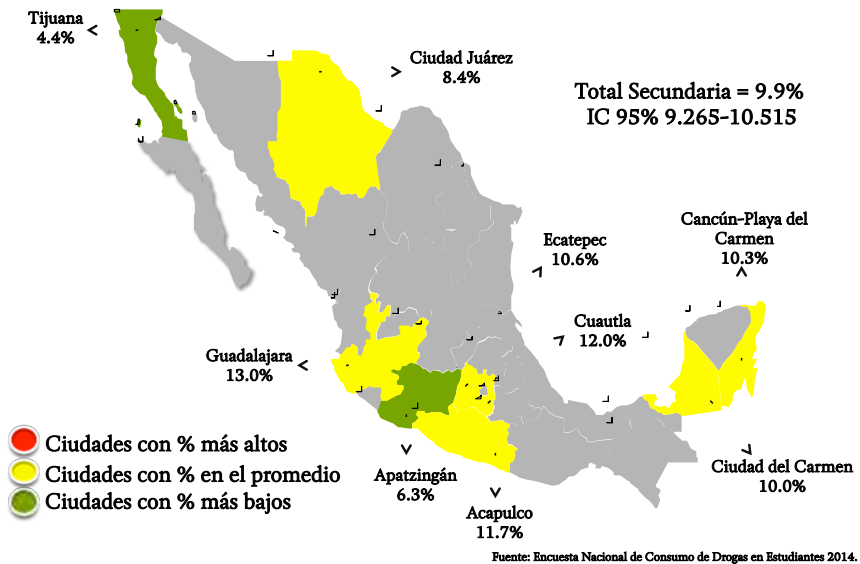 Tijuana
4.4%
Ciudad Juárez
8.4%
Total Secundaria = 9.9%
IC 95% 9.265-10.515
Cancún-Playa del
Carmen
10.3%
Ecatepec
10.6%
Cuautla
12.0%
Guadalajara
13.0%
Ciudades con % más altos
Ciudades con % en el promedio
Ciudades con % más bajos
Apatzingán
6.3%
Acapulco
11.7%
Ciudad del Carmen
10.0%
Fuente: Encuesta Nacional de Consumo de Drogas en Estudiantes 2014.